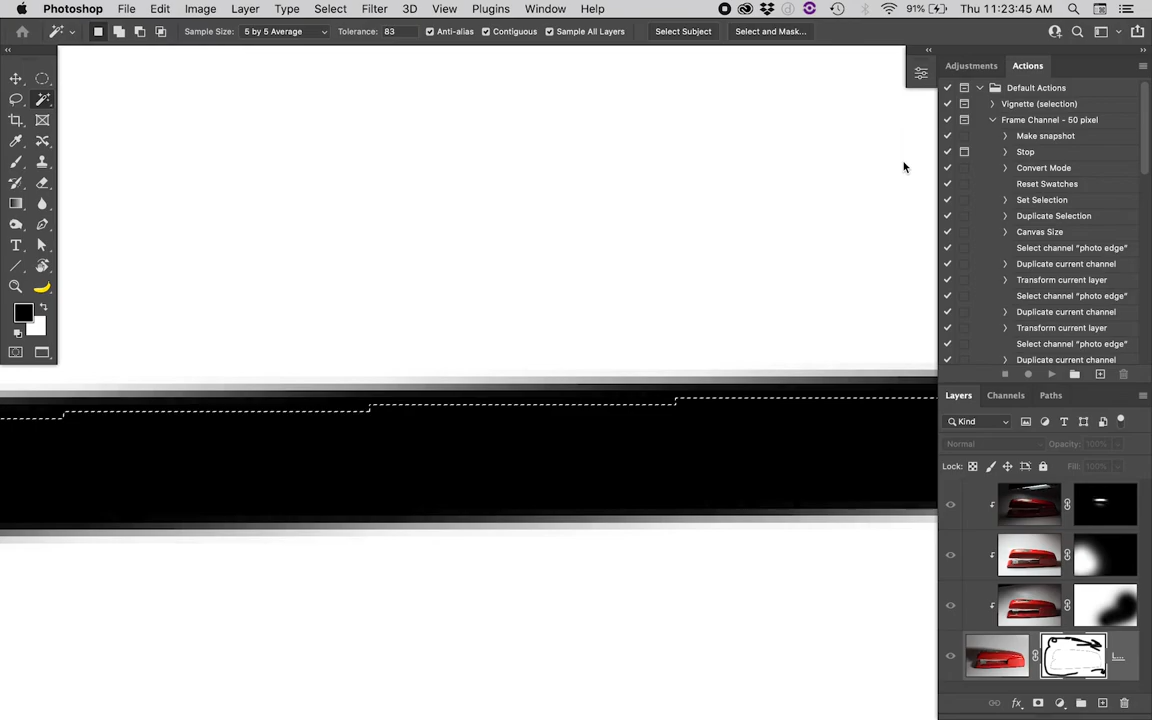 Photoshop File Edit Image Layer Type Select Filter 3D View Plugins Window Help 91% Thu 11:23:45 AM
Sample Size: 5 by 5 Average Tolerance: 83 Anti-alias Contiguous Sample All Layers Select Subject Select and Mask...
Adjustments Actions
Default Actions
Vignette (selection)
Frame Channel - 50 pixel
Make snapshot
Stop
Convert Mode
Reset Swatches
Set Selection
Duplicate Selection
Canvas Size
Select channel "photo edge"
Duplicate current channel
Transform current layer
Select channel "photo edge"
Duplicate current channel
Transform current layer
Select channel "photo edge"
Duplicate current channel
Layers Channels Paths
Kind
Normal Opacity: 100%
Lock: Fill: 100%
L...